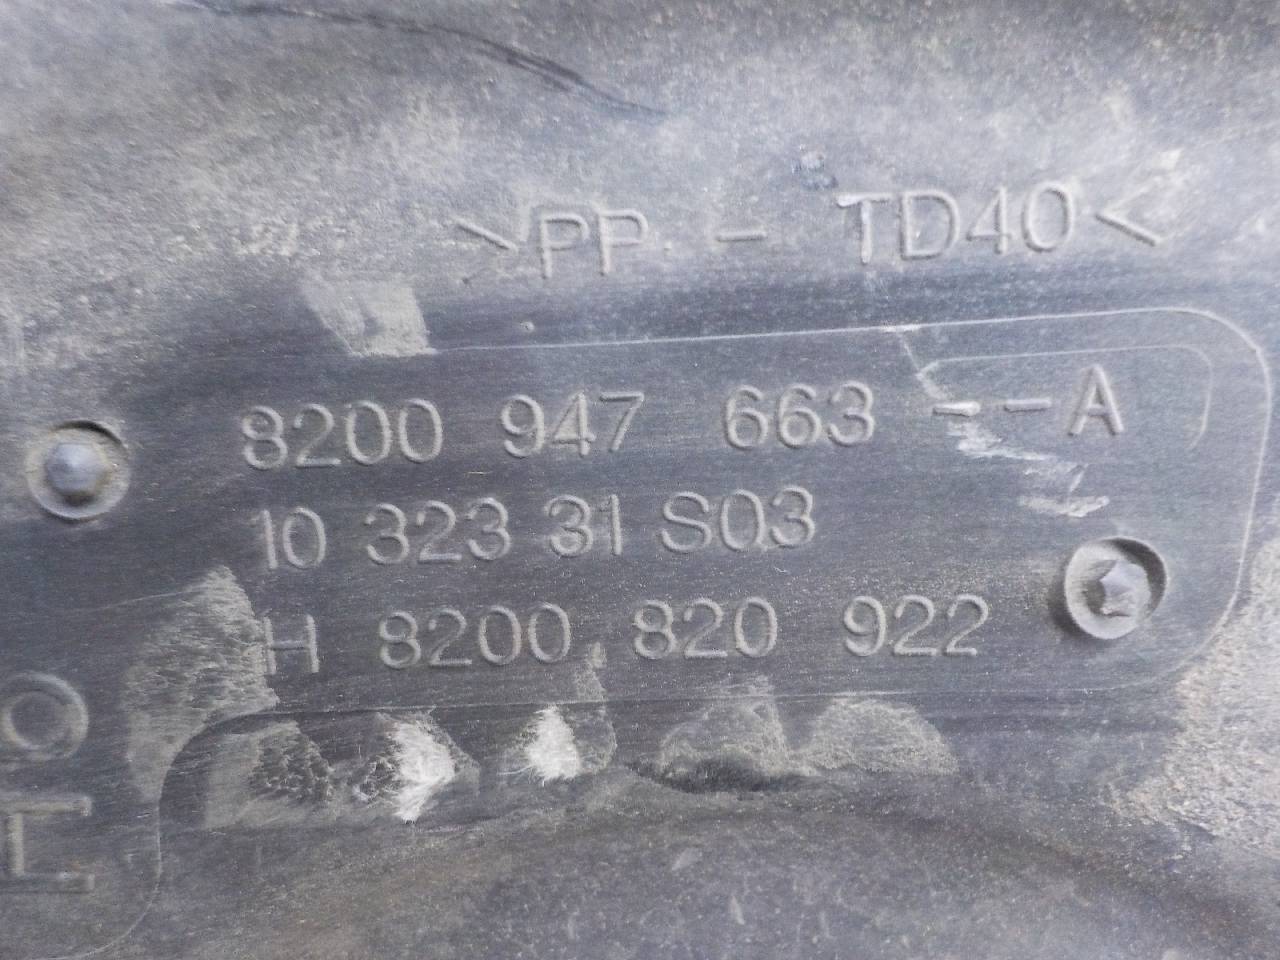 >PP - TD40<
8200 947 663 --A
10 323 31 S03
H 8200 820 922